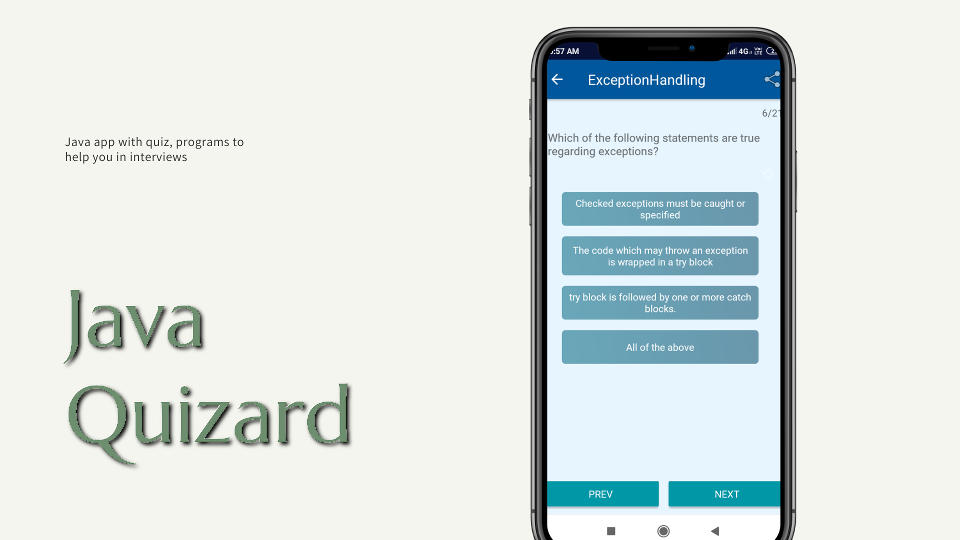 Java app with quiz, programs to
help you in interviews
Java
Quizard
:57 AM
4G
ExceptionHandling
6/21
Which of the following statements are true
regarding exceptions?
Checked exceptions must be caught or
specified
The code which may throw an exception
is wrapped in a try block
try block is followed by one or more catch
blocks.
All of the above
PREV
NEXT